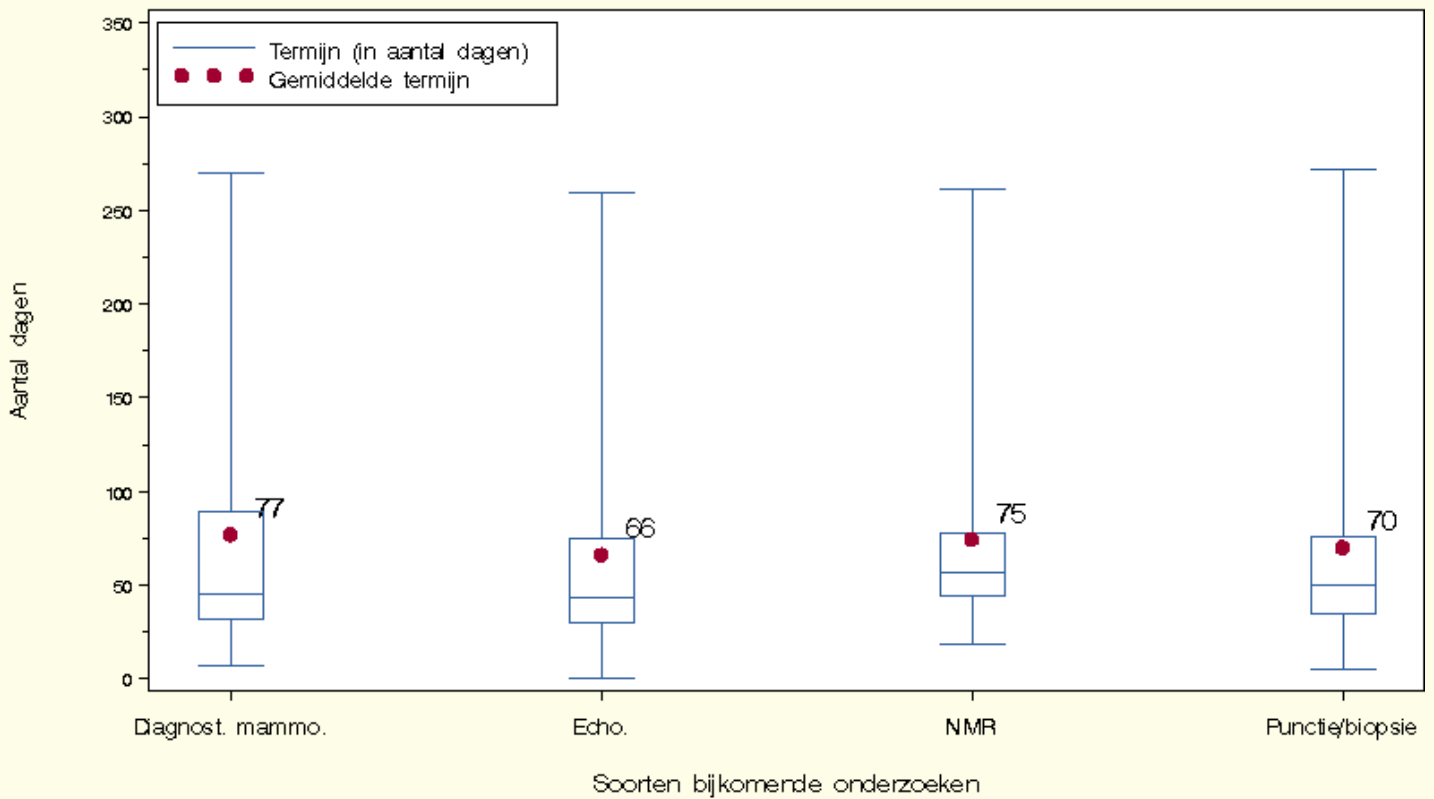 350
300
250
200
150
100
50
0
Aantal dagen
Termijn (in aantal dagen)
Gemiddelde termijn
77
66
75
70
Diagnost. mammo.
Echo.
NMR
Punctie/biopsie
Soorten bijkomende onderzoeken